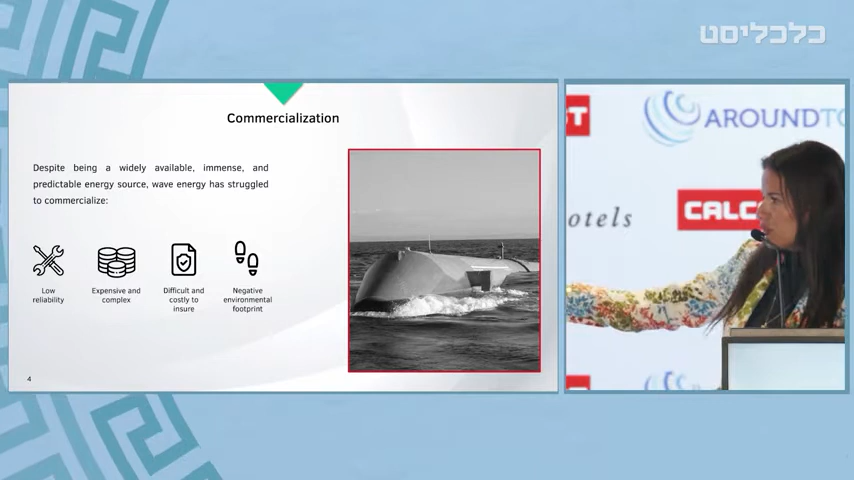 כלכליסט
Commercialization
Despite being a widely available, immense, and
predictable energy source, wave energy has struggled
to commercialize:
Low
reliability
Expensive and
complex
Difficult and
costly to
insure
Negative
environmental
footprint
4
AROUNDTO
otels
CALC